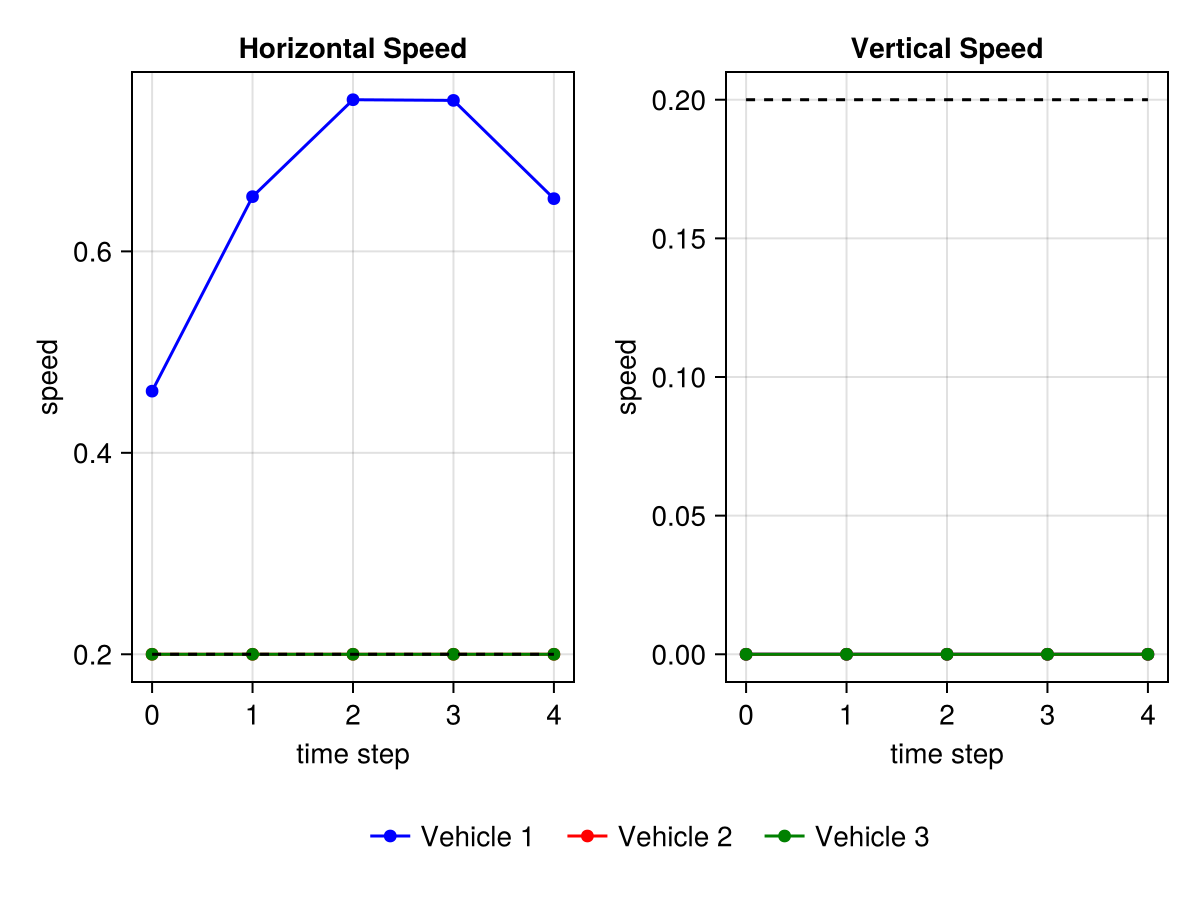 Horizontal Speed
0.6
0.4
0.2
speed
0 1 2 3 4
time step
Vertical Speed
0.20
0.15
0.10
0.05
0.00
speed
0 1 2 3 4
time step
Vehicle 1 Vehicle 2 Vehicle 3